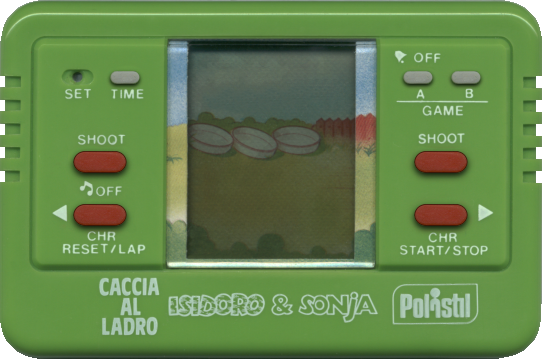 SET TIME
SHOOT
OFF
CHR
RESET/LAP
OFF
A B
GAME
SHOOT
CHR
START/STOP
CACCIA
AL
LADRO
ISIDORO & SONJA
Polistil